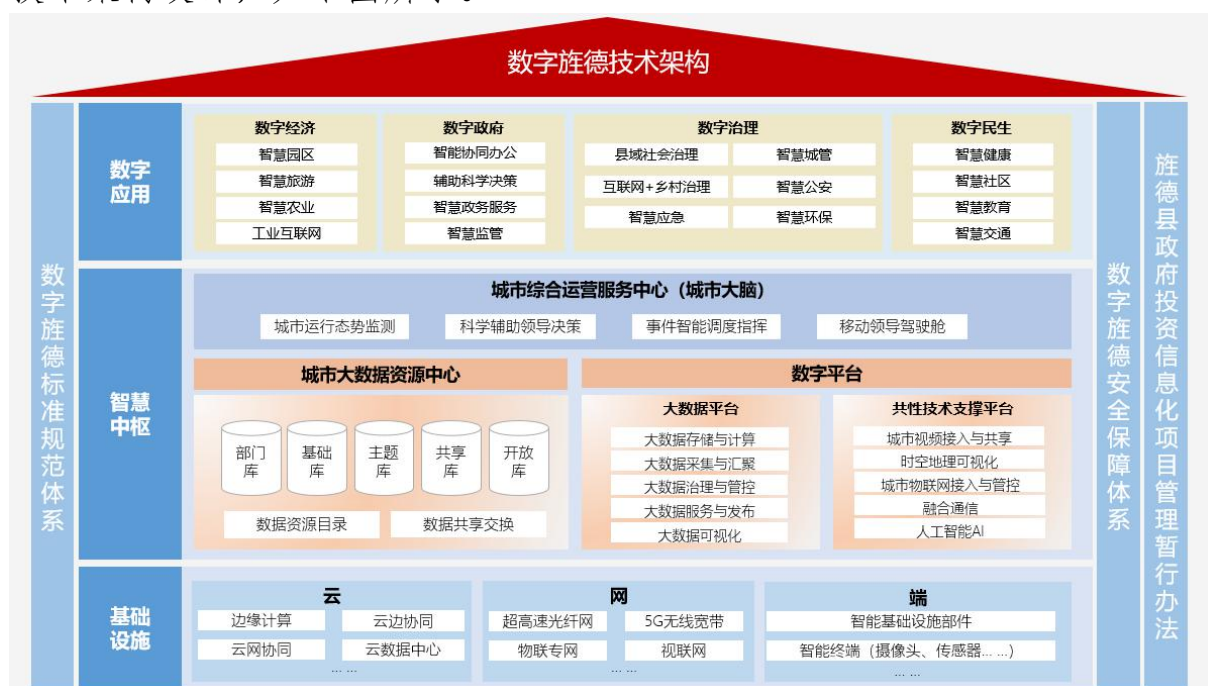 数字旌德技术架构
数字旌德标准规范体系
数字
应用
数字经济
智慧园区
智慧旅游
智慧农业
工业互联网
数字政府
智能协同办公
辅助科学决策
智慧政务服务
智慧监管
数字治理
县域社会治理
智慧城管
互联网+乡村治理
智慧公安
智慧应急
智慧环保
数字民生
智慧健康
智慧社区
智慧教育
智慧交通
智慧
中枢
城市综合运营服务中心（城市大脑）
城市运行态势监测
科学辅助领导决策
事件智能调度指挥
移动领导驾驶舱
城市大数据资源中心
部门
库
基础
库
主题
库
共享
库
开放
库
数据资源目录
数据共享交换
数字平台
大数据平台
大数据存储与计算
大数据采集与汇聚
大数据治理与管控
大数据服务与发布
大数据可视化
共性技术支撑平台
城市视频接入与共享
时空地理可视化
城市物联网接入与管控
融合通信
人工智能AI
基础
设施
云
边缘计算
云边协同
云网协同
云数据中心
... ...
网
超高速光纤网
5G无线宽带
物联专网
视联网
... ...
端
智能基础设施部件
智能终端（摄像头、传感器... ...）
... ...
数字旌德安全保障体系
旌德县政府投资信息化项目管理暂行办法